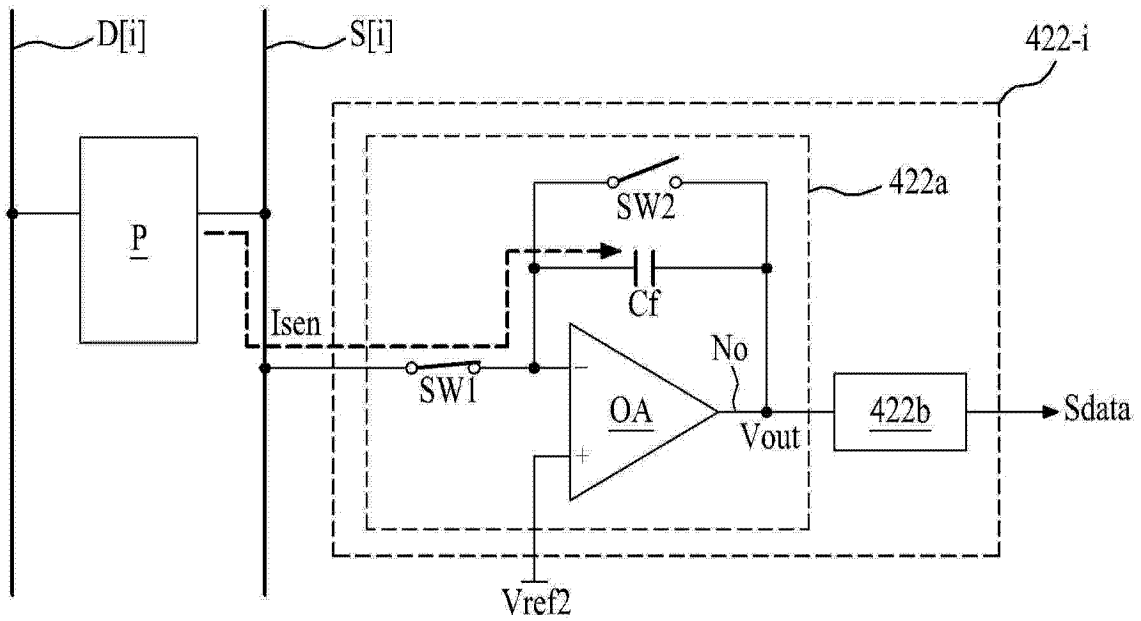 D[i]
S[i]
422-i
422a
SW2
P
Cf
Isen
SW1
−
No
OA
422b
Sdata
Vout
+
Vref2